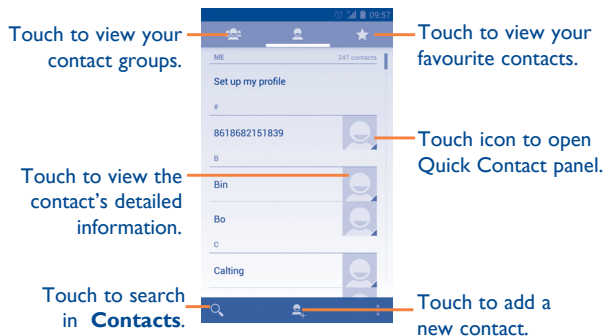 09:57
Touch to view your
contact groups.
Touch to view your
favourite contacts.
ME 247 contacts
Set up my profile
#
8618682151839
Touch icon to open
Quick Contact panel.
B
Bin
Touch to view the
contact's detailed
information.
Bo
C
Calting
Touch to search
in Contacts.
Touch to add a
new contact.